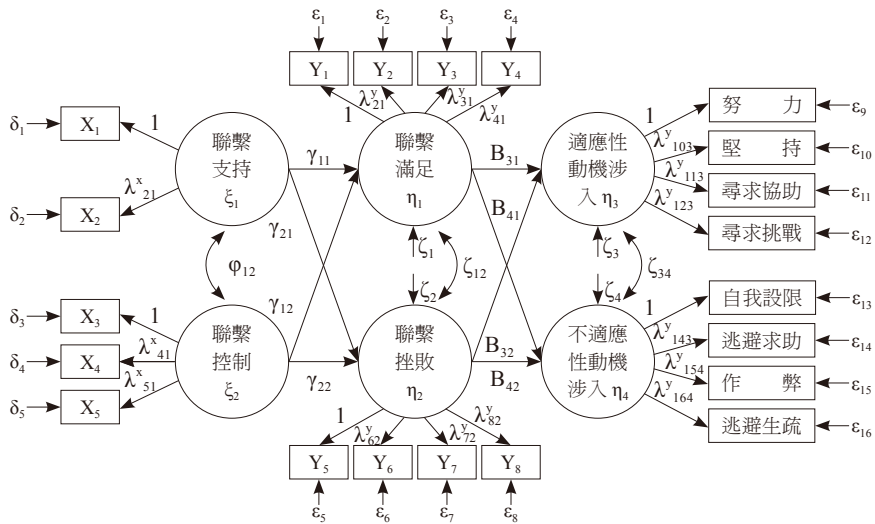 ε₁ ε₂ ε₃ ε₄
Y₁ Y₂ Y₃ Y₄
1 λ²¹ʸ λ³¹ʸ λ⁴¹ʸ
δ₁ X₁ 1
δ₂ X₂ λˣ₂₁
聯繫
支持
ξ₁
φ₁₂
δ₃ X₃ 1
δ₄ X₄ λˣ₄₁
δ₅ X₅ λˣ₅₁
聯繫
控制
ξ₂
γ₁₁
γ₂₁
γ₁₂
γ₂₂
聯繫
滿足
η₁
ζ₁
ζ₂
ζ₁₂
聯繫
挫敗
η₂
1 λʸ₆₂ λʸ₇₂ λʸ₈₂
Y₅ Y₆ Y₇ Y₈
ε₅ ε₆ ε₇ ε₈
B₃₁
B₄₁
B₃₂
B₄₂
適應性
動機涉
入 η₃
ζ₃
ζ₄
ζ₃₄
不適應
性動機
涉入 η₄
1 努力 ε₉
λʸ₁₀₃ 堅持 ε₁₀
λʸ₁₁₃ 尋求協助 ε₁₁
λʸ₁₂₃ 尋求挑戰 ε₁₂
1 自我設限 ε₁₃
λʸ₁₄₃ 逃避求助 ε₁₄
λʸ₁₅₄ 作弊 ε₁₅
λʸ₁₆₄ 逃避生疏 ε₁₆